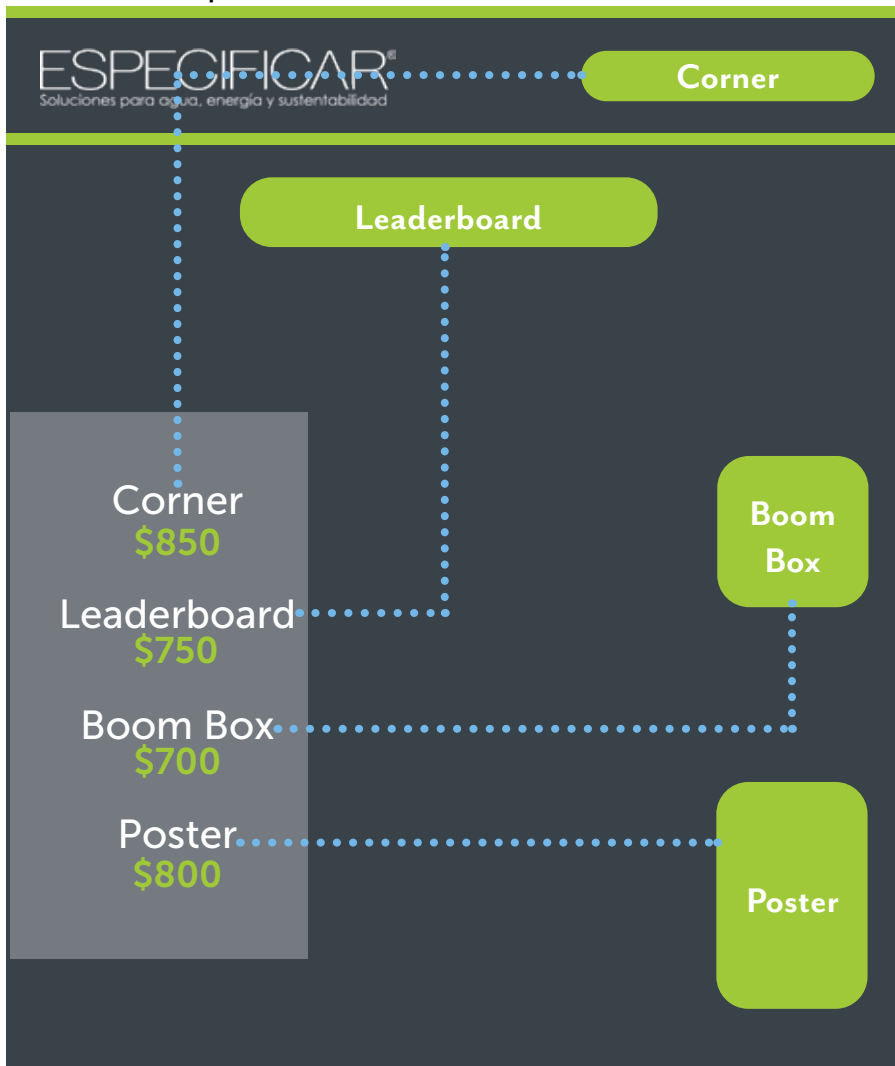 ESPECIFICAR®
Soluciones para agua, energía y sustentabilidad
Corner
Leaderboard
Corner
$850
Leaderboard
$750
Boom Box
$700
Poster
$800
Boom
Box
Poster